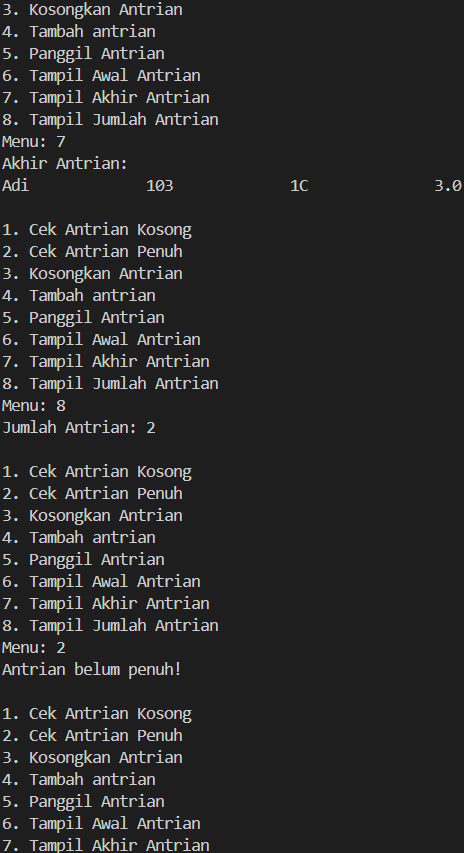 3. Kosongkan Antrian
4. Tambah antrian
5. Panggil Antrian
6. Tampil Awal Antrian
7. Tampil Akhir Antrian
8. Tampil Jumlah Antrian
Menu: 7
Akhir Antrian:
Adi 103 1C 3.0
1. Cek Antrian Kosong
2. Cek Antrian Penuh
3. Kosongkan Antrian
4. Tambah antrian
5. Panggil Antrian
6. Tampil Awal Antrian
7. Tampil Akhir Antrian
8. Tampil Jumlah Antrian
Menu: 8
Jumlah Antrian: 2
1. Cek Antrian Kosong
2. Cek Antrian Penuh
3. Kosongkan Antrian
4. Tambah antrian
5. Panggil Antrian
6. Tampil Awal Antrian
7. Tampil Akhir Antrian
8. Tampil Jumlah Antrian
Menu: 2
Antrian belum penuh!
1. Cek Antrian Kosong
2. Cek Antrian Penuh
3. Kosongkan Antrian
4. Tambah antrian
5. Panggil Antrian
6. Tampil Awal Antrian
7. Tampil Akhir Antrian